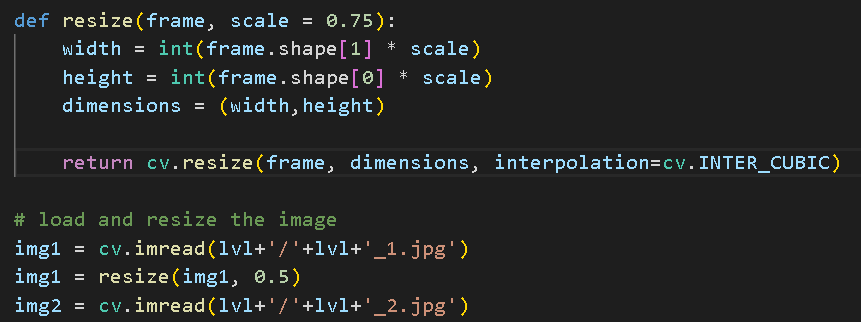 def resize(frame, scale = 0.75):
    width = int(frame.shape[1] * scale)
    height = int(frame.shape[0] * scale)
    dimensions = (width,height)

    return cv.resize(frame, dimensions, interpolation=cv.INTER_CUBIC)

# load and resize the image
img1 = cv.imread(lvl+'/'+lvl+'_1.jpg')
img1 = resize(img1, 0.5)
img2 = cv.imread(lvl+'/'+lvl+'_2.jpg')